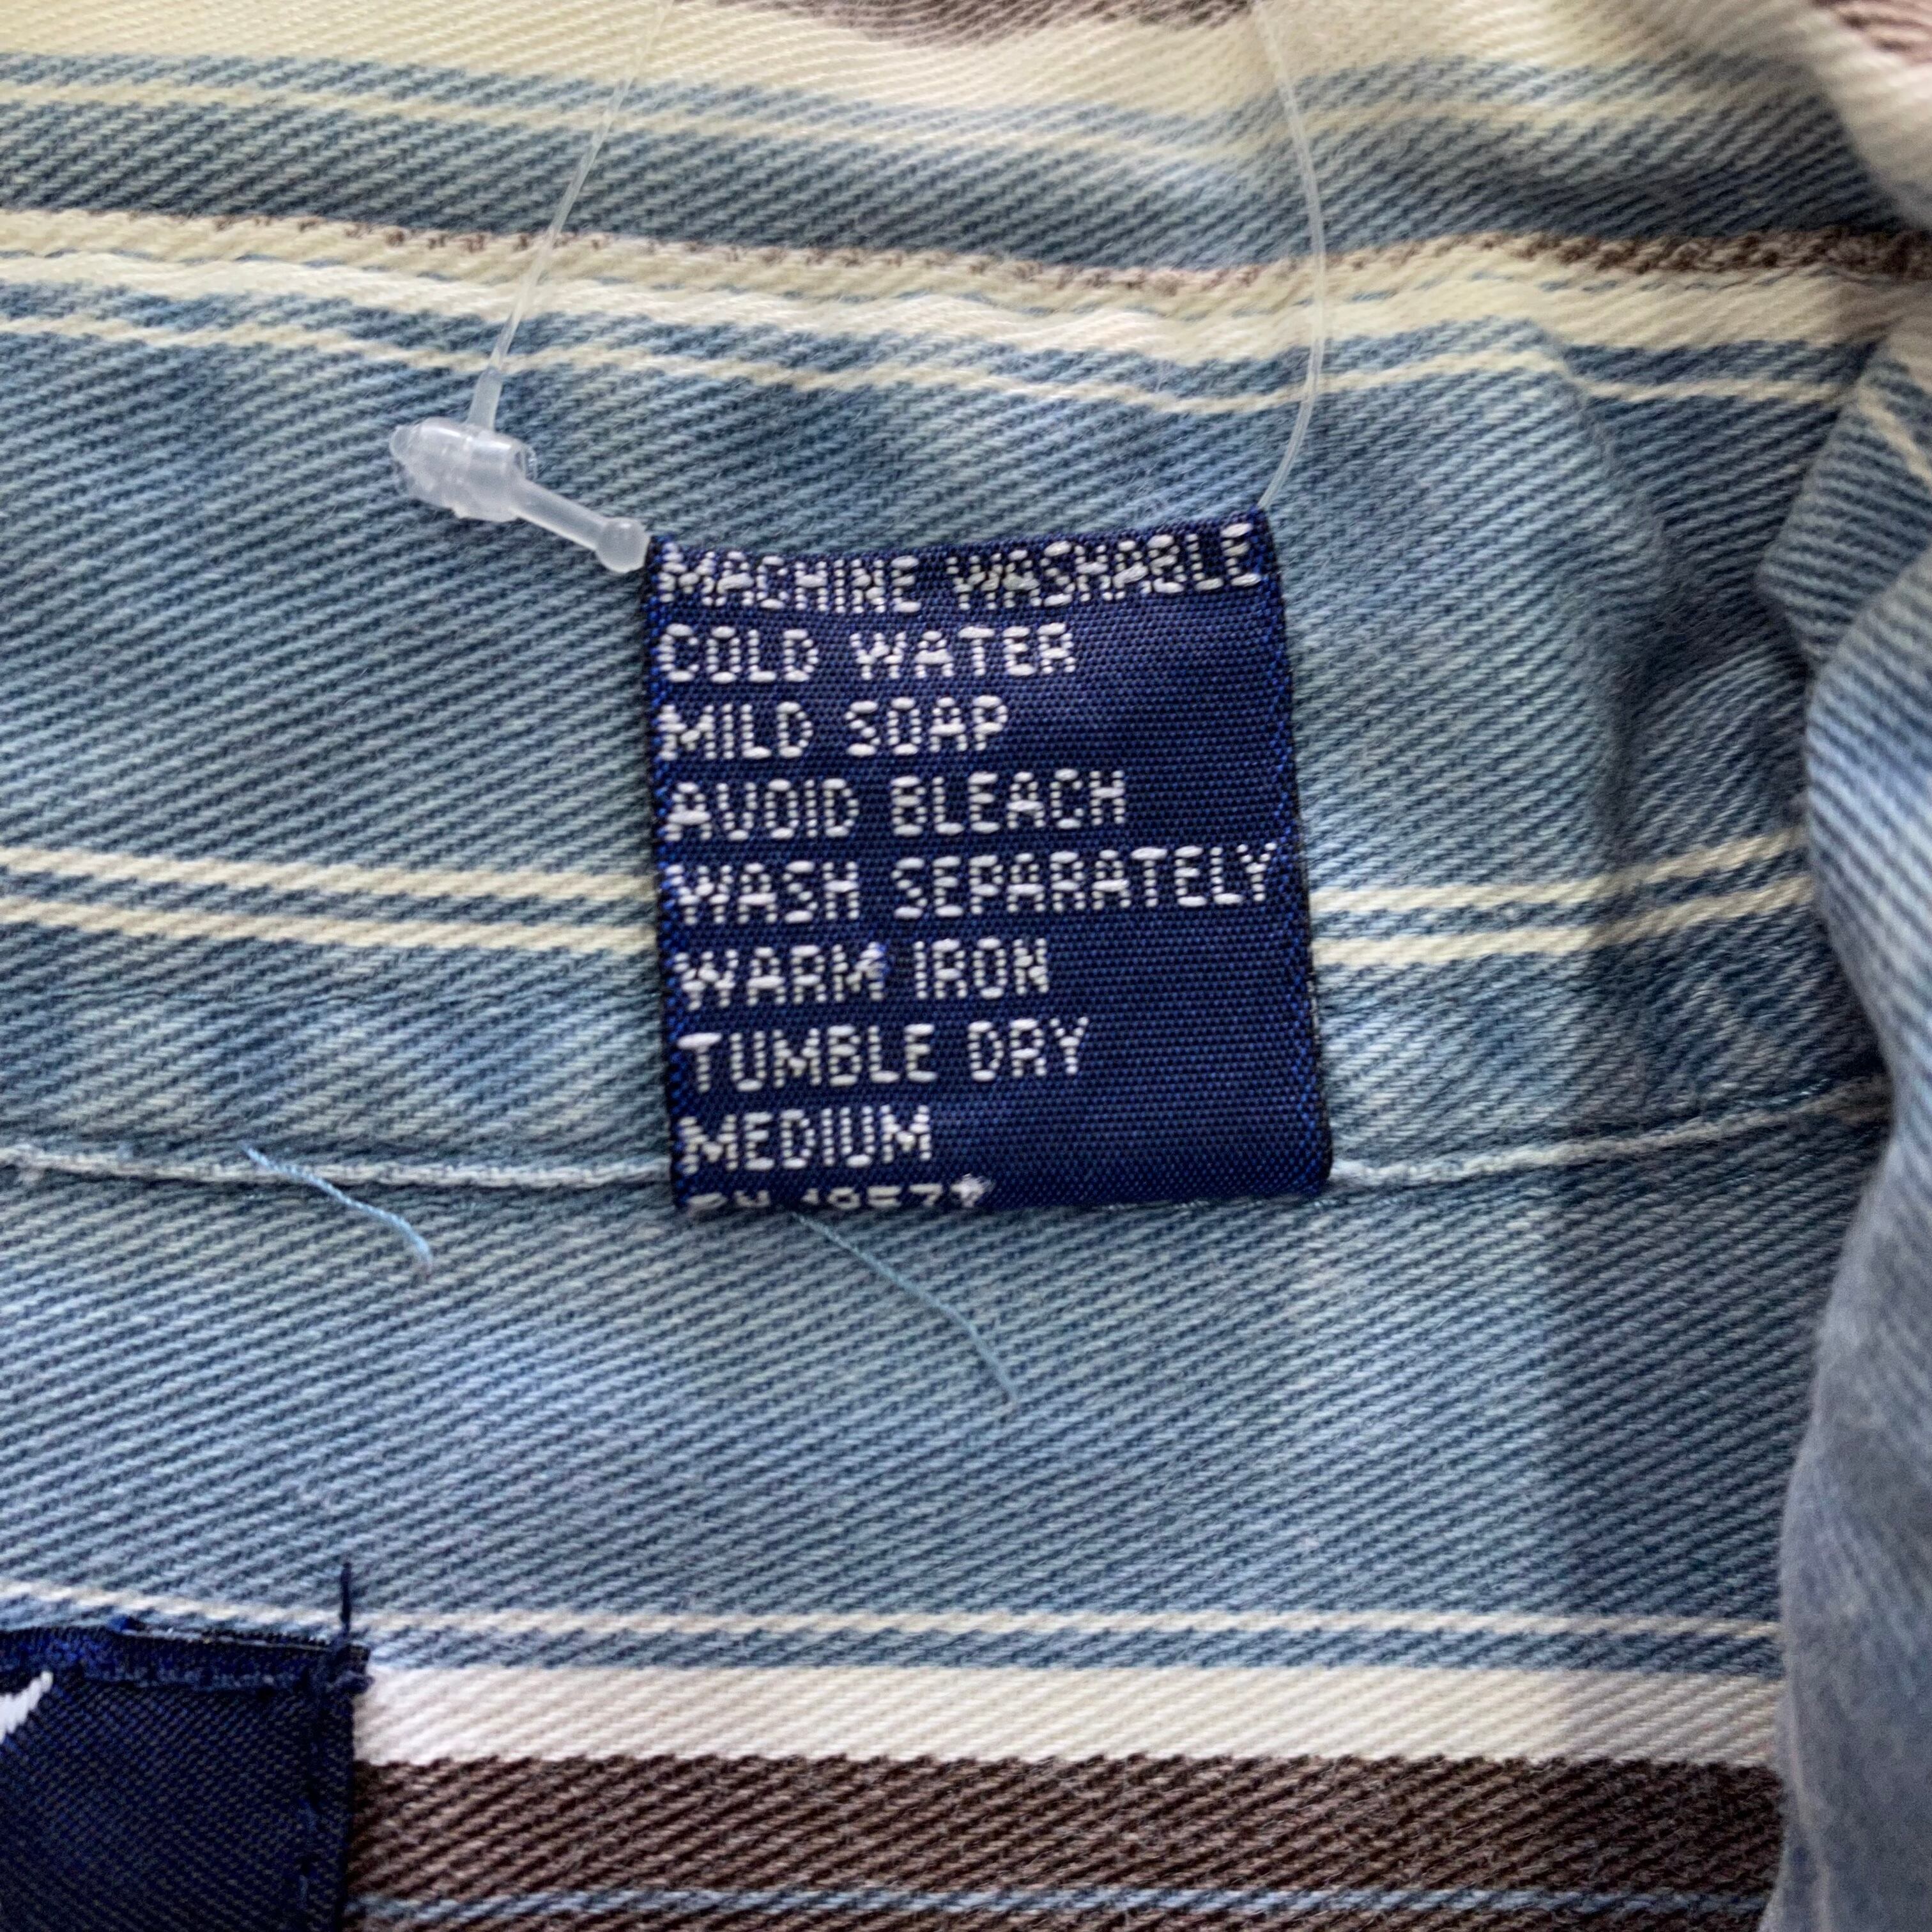 MACHINE WASHABLE
COLD WATER
MILD SOAP
AVOID BLEACH
WASH SEPARATELY
WARM IRON
TUMBLE DRY
MEDIUM